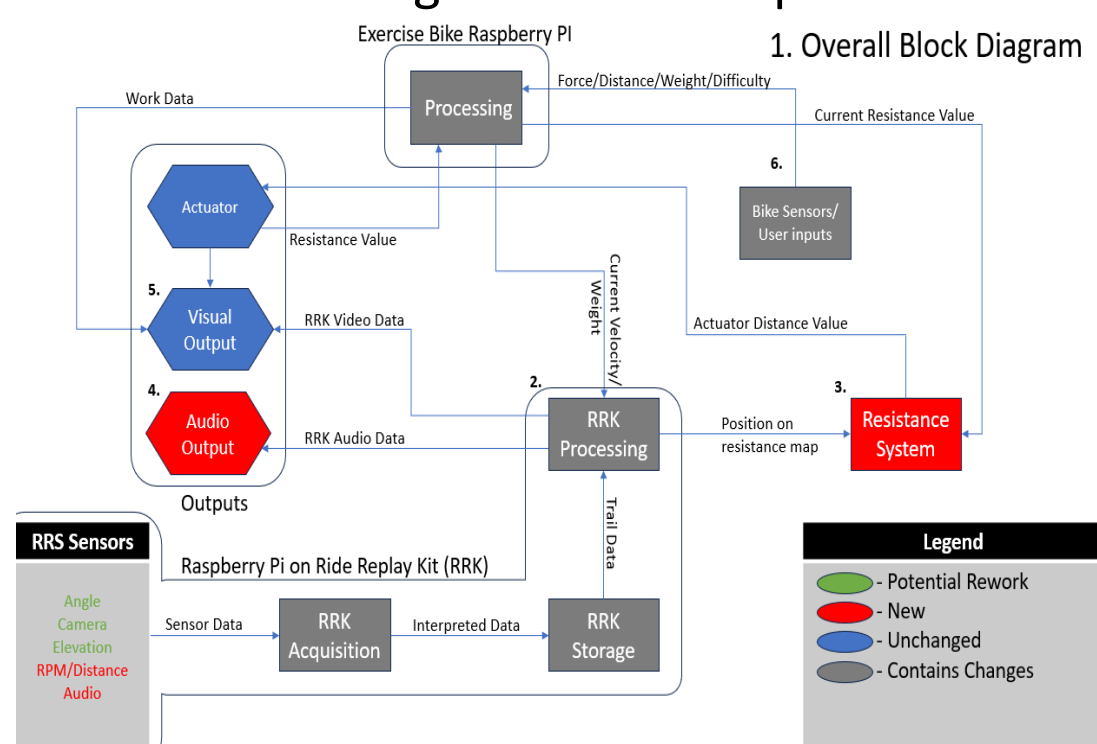 Exercise Bike Raspberry PI
1. Overall Block Diagram
Processing
Force/Distance/Weight/Difficulty
Work Data
Current Resistance Value
6.
Actuator
Bike Sensors/
User inputs
Resistance Value
Current Velocity/
Weight
5.
Visual
Output
RRK Video Data
Actuator Distance Value
4.
2.
3.
Audio
Output
RRK Audio Data
RRK
Processing
Position on
resistance map
Resistance
System
Outputs
Trail Data
RRS Sensors
Raspberry Pi on Ride Replay Kit (RRK)
Angle
Camera
Elevation
RPM/Distance
Audio
Sensor Data
RRK
Acquisition
Interpreted Data
RRK
Storage
Legend
- Potential Rework
- New
- Unchanged
- Contains Changes